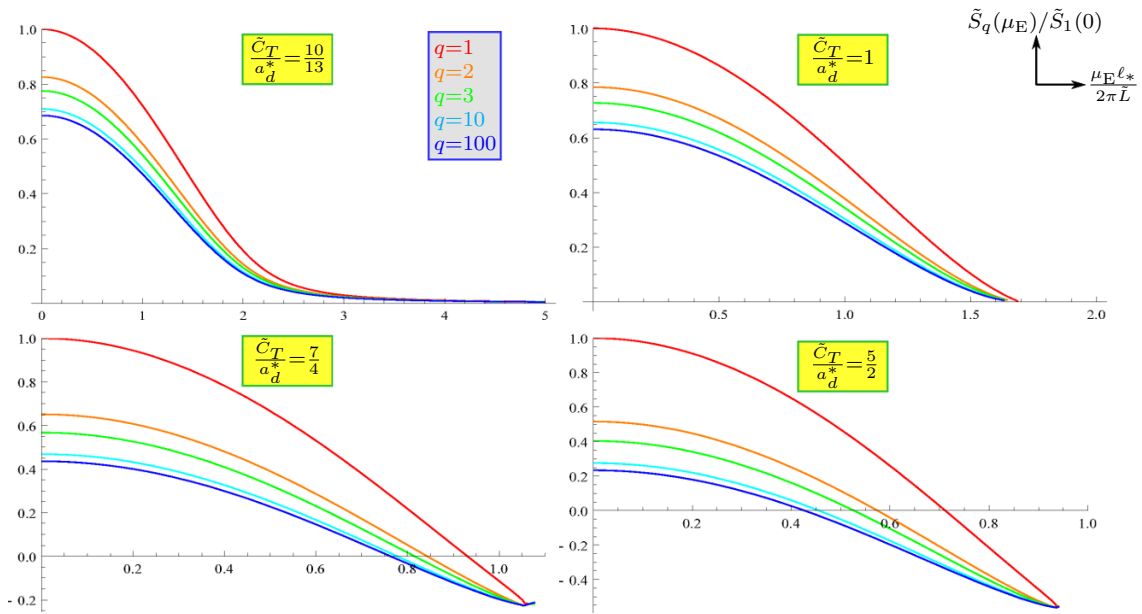 1.0
0.8
0.6
0.4
0.2
0 1 2 3 4 5
C̃_T/a*_d = 10/13
q=1
q=2
q=3
q=10
q=100
1.0
0.8
0.6
0.4
0.2
0.5 1.0 1.5 2.0
C̃_T/a*_d = 1
S̃_q(μ_E)/S̃_1(0)
μ_E ℓ_*/2πL̃
1.0
0.8
0.6
0.4
0.2
0.0
- 0.2
0.2 0.4 0.6 0.8 1.0
C̃_T/a*_d = 7/4
1.0
0.8
0.6
0.4
0.2
0.0
- 0.2
- 0.4
0.2 0.4 0.6 0.8 1.0
C̃_T/a*_d = 5/2